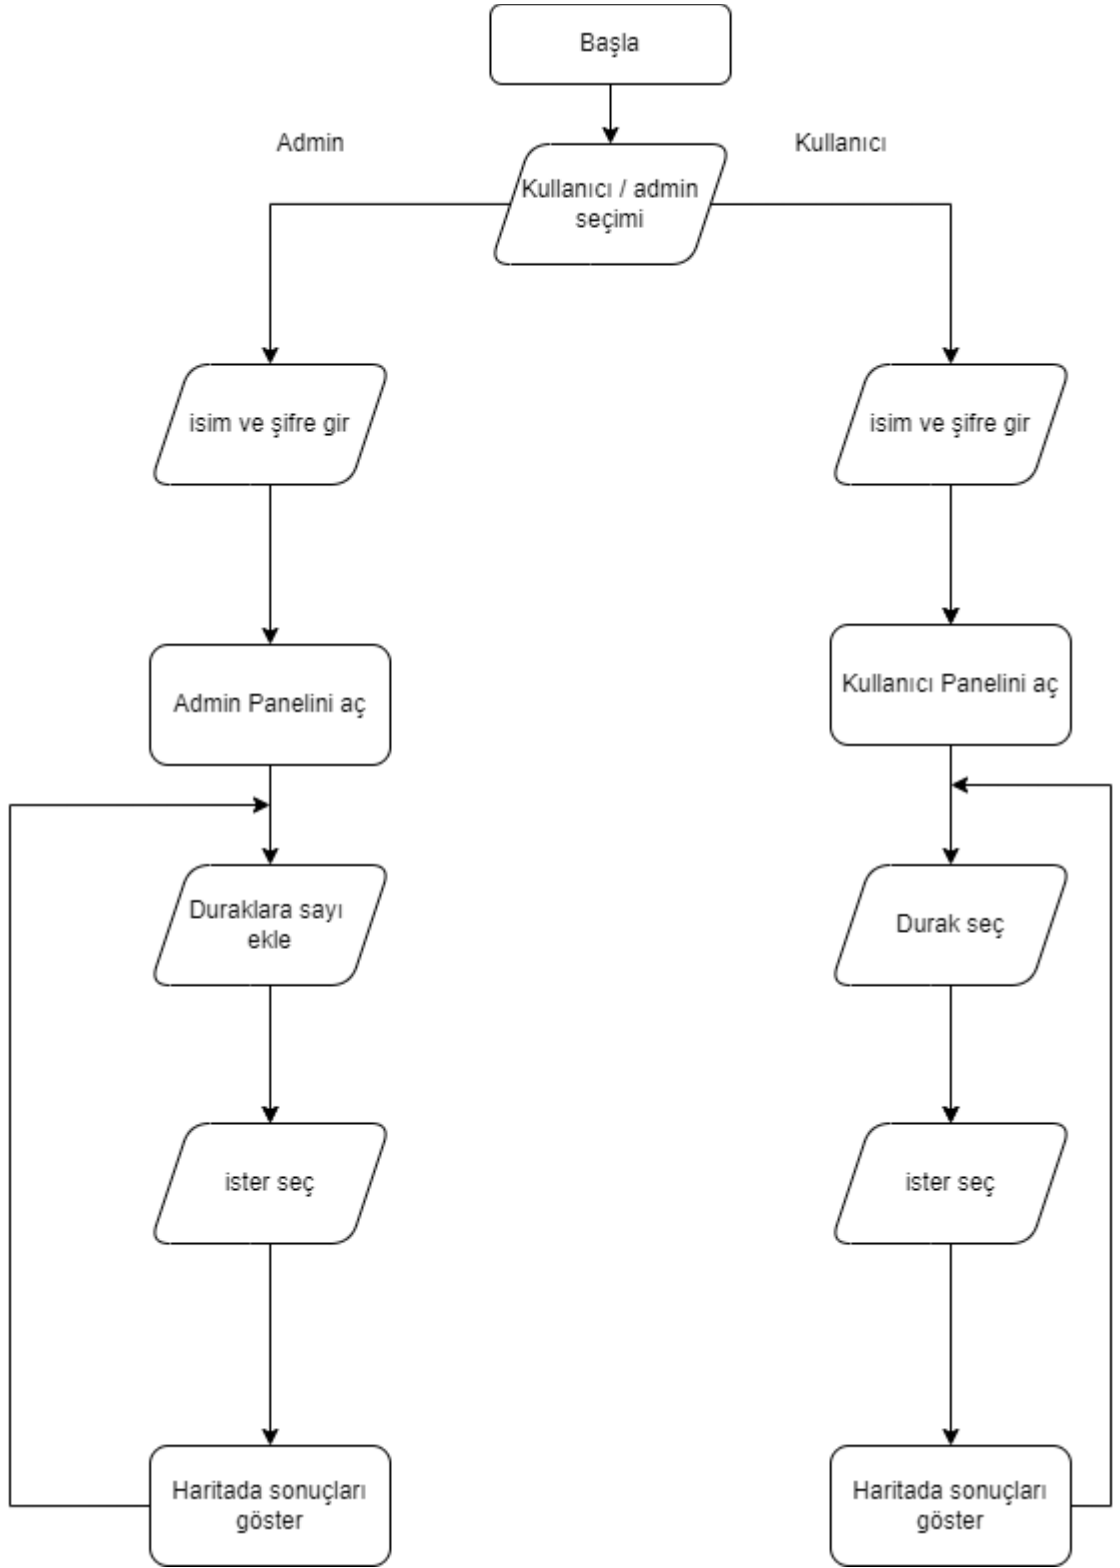 Başla
Admin
Kullanıcı
Kullanıcı / admin
seçimi
isim ve şifre gir
isim ve şifre gir
Admin Panelini aç
Kullanıcı Panelini aç
Duraklara sayı
ekle
Durak seç
ister seç
ister seç
Haritada sonuçları
göster
Haritada sonuçları
göster